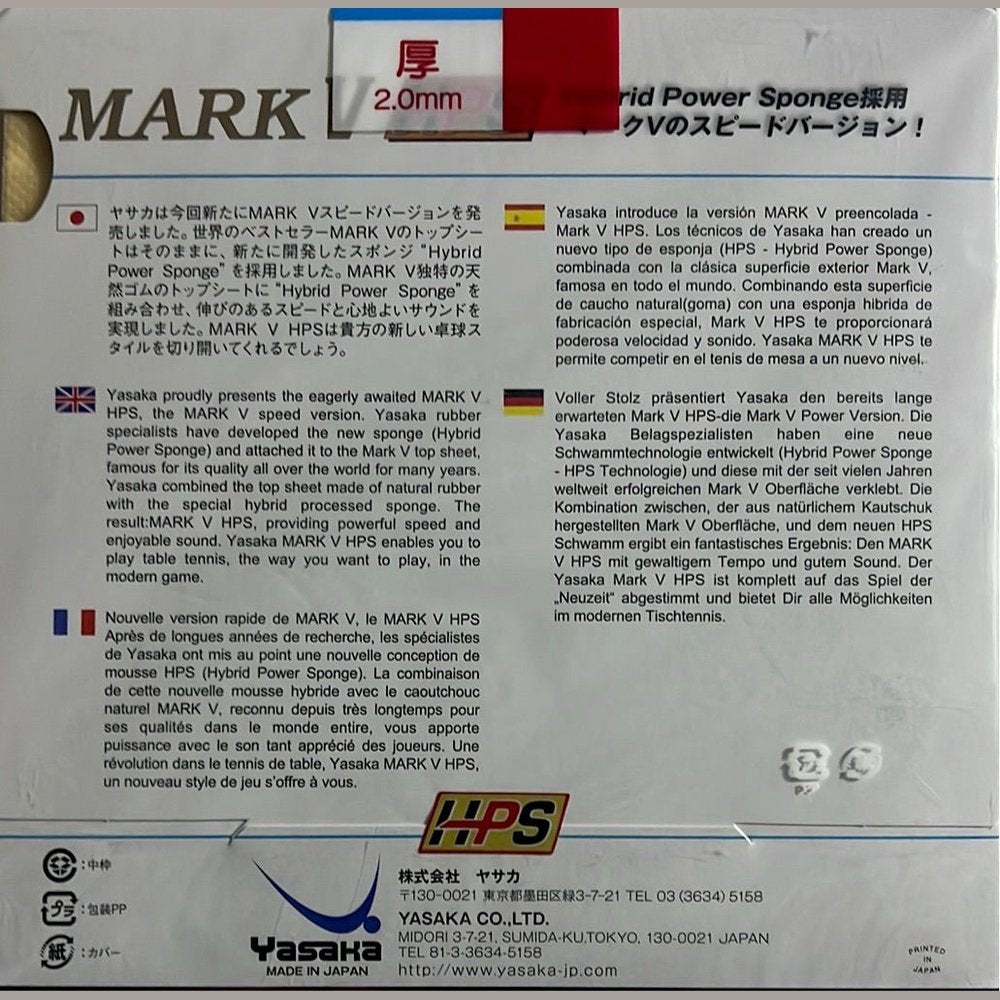 厚
2.0mm
MARK V HPS
rid Power Sponge採用
クVのスピードバージョン！
ヤサカは今回新たにMARK Vスピードバージョンを発
売しました。世界のベストセラーMARK Vのトップシー
トはそのままに、新たに開発したスポンジ“Hybrid
Power Sponge”を採用しました。MARK V独特の天
然ゴムのトップシートに“Hybrid Power Sponge”を
組み合わせ、伸びのあるスピードと心地よいサウンドを
実現しました。MARK V HPSは貴方の新しい卓球ス
タイルを切り開いてくれるでしょう。
Yasaka proudly presents the eagerly awaited MARK V
HPS, the MARK V speed version. Yasaka rubber
specialists have developed the new sponge (Hybrid
Power Sponge) and attached it to the Mark V top sheet,
famous for its quality all over the world for many years.
Yasaka combined the top sheet made of natural rubber
with the special hybrid processed sponge. The
result:MARK V HPS, providing powerful speed and
enjoyable sound. Yasaka MARK V HPS enables you to
play table tennis, the way you want to play, in the
modern game.
Nouvelle version rapide de MARK V, le MARK V HPS
Après de longues années de recherche, les spécialistes
de Yasaka ont mis au point une nouvelle conception de
mousse HPS (Hybrid Power Sponge). La combinaison
de cette nouvelle mousse hybride avec le caoutchouc
naturel MARK V, reconnu depuis très longtemps pour
ses qualités dans le monde entire, vous apporte
puissance avec le son tant apprécié des joueurs. Une
révolution dans le tennis de table, Yasaka MARK V HPS,
un nouveau style de jeu s'offre à vous.
Yasaka introduce la versión MARK V preencolada -
Mark V HPS. Los técnicos de Yasaka han creado un
nuevo tipo de esponja (HPS - Hybrid Power Sponge)
combinada con la clásica superficie exterior Mark V,
famosa en todo el mundo. Combinando esta superficie
de caucho natural(goma) con una esponja hibrida de
fabricación especial, Mark V HPS te proporcionará
poderosa velocidad y sonido. Yasaka MARK V HPS te
permite competir en el tenis de mesa a un nuevo nivel.
Voller Stolz präsentiert Yasaka den bereits lange
erwarteten Mark V HPS-die Mark V Power Version. Die
Yasaka Belagspezialisten haben eine neue
Schwammtechnologie entwickelt (Hybrid Power Sponge
- HPS Technologie) und diese mit der seit vielen Jahren
weltweit erfolgreichen Mark V Oberfläche verklebt. Die
Kombination zwischen, der aus natürlichem Kautschuk
hergestellten Mark V Oberfläche, und dem neuen HPS
Schwamm ergibt ein fantastisches Ergebnis: Den MARK
V HPS mit gewaltigem Tempo und gutem Sound. Der
Yasaka Mark V HPS ist komplett auf das Spiel der
„Neuzeit“ abgestimmt und bietet Dir alle Möglichkeiten
im modernen Tischtennis.
HPS
:中枠
プラ:包装PP
紙:カバー
Yasaka
MADE IN JAPAN
株式会社 ヤサカ
〒130-0021 東京都墨田区緑3-7-21 TEL 03 (3634) 5158
YASAKA CO.,LTD.
MIDORI 3-7-21, SUMIDA-KU,TOKYO, 130-0021 JAPAN
TEL 81-3-3634-5158
http://www.yasaka-jp.com
PRINTED
IN
JAPAN